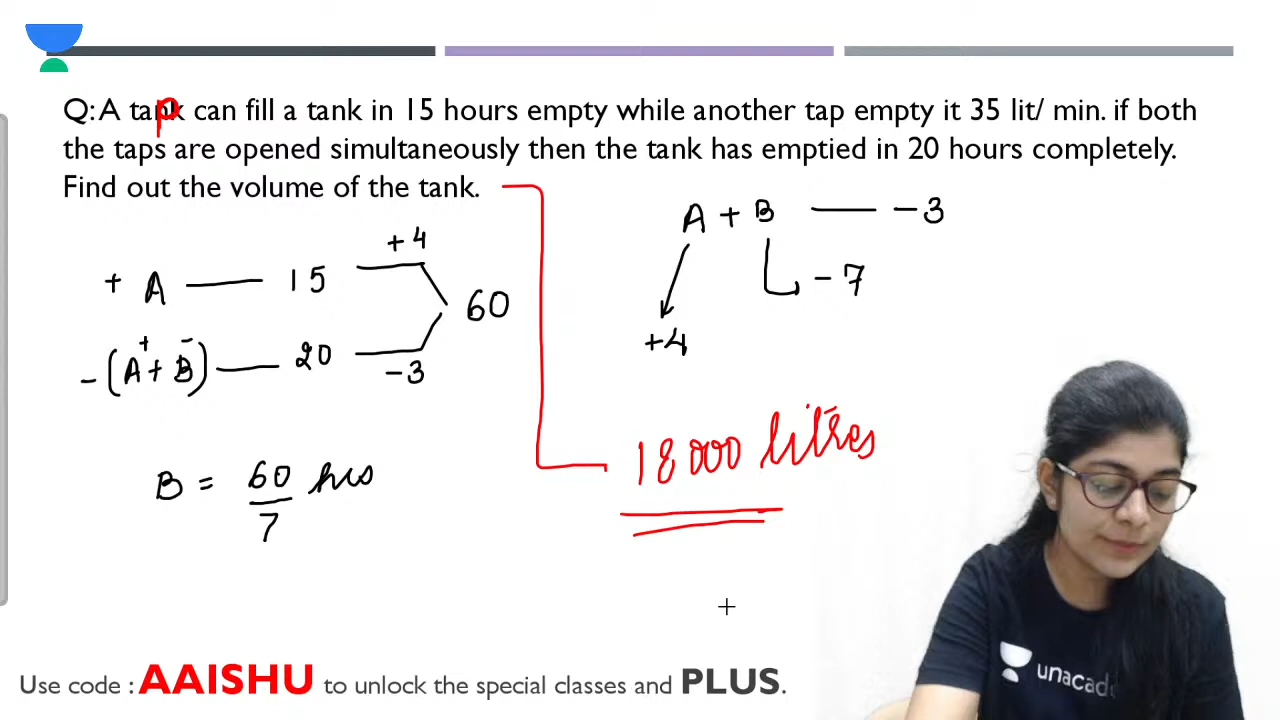 Q: A tapk can fill a tank in 15 hours empty while another tap empty it 35 lit/ min. if both
the taps are opened simultaneously then the tank has emptied in 20 hours completely.
Find out the volume of the tank.
A + B — -3
+4
-7
+ A — 15
60
+4
-(A+ + B-) — 20
-3
18000 litres
B = 60/7 hrs
unacade
Use code : AAISHU to unlock the special classes and PLUS.